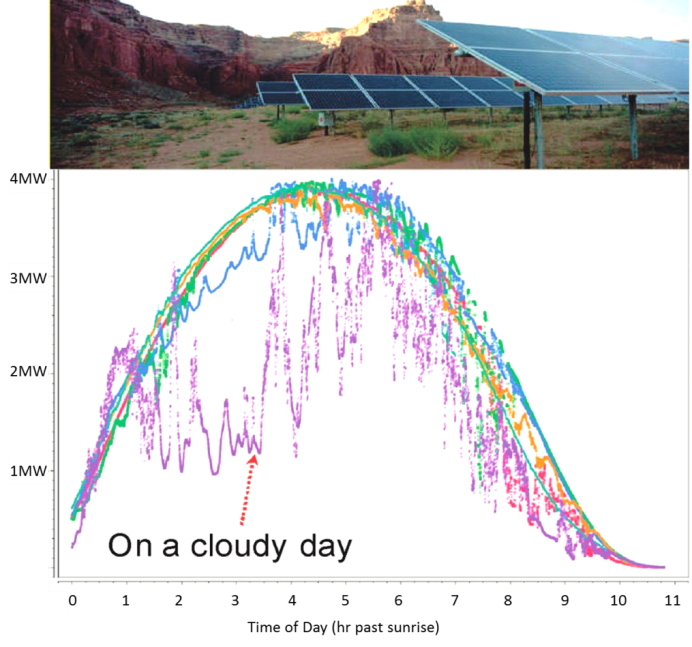 4MW
3MW
2MW
1MW
On a cloudy day
0 1 2 3 4 5 6 7 8 9 10 11
Time of Day (hr past sunrise)